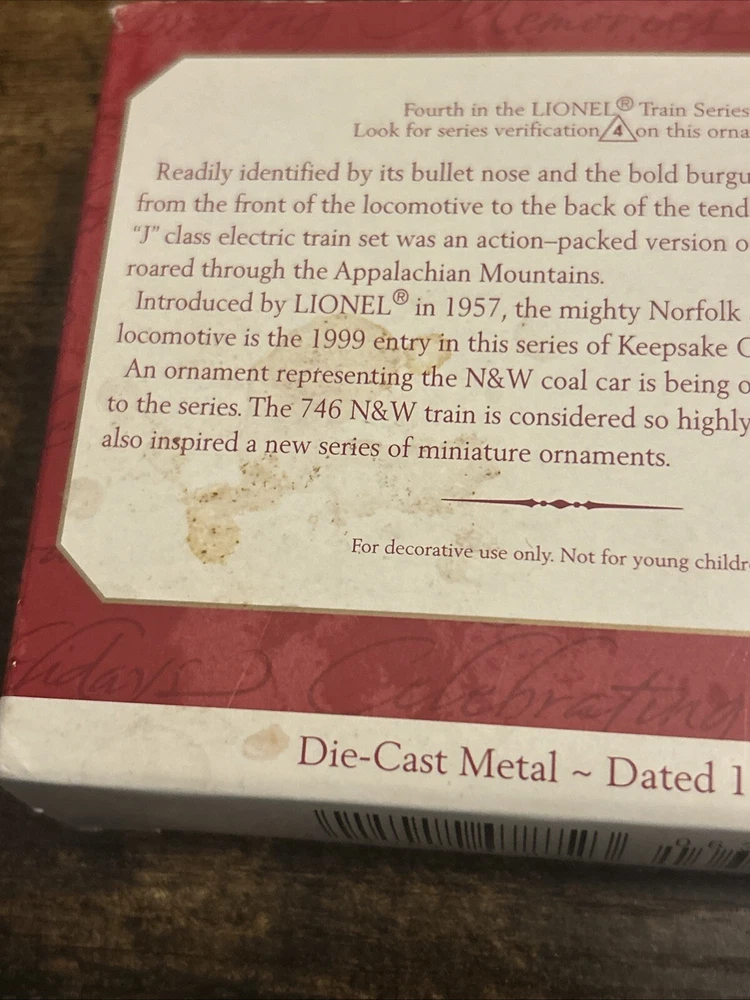 Memories
Fourth in the LIONEL® Train Series
Look for series verification 4 on this orna
Readily identified by its bullet nose and the bold burgu
from the front of the locomotive to the back of the tend
"J" class electric train set was an action–packed version o
roared through the Appalachian Mountains.
Introduced by LIONEL® in 1957, the mighty Norfolk
locomotive is the 1999 entry in this series of Keepsake
An ornament representing the N&W coal car is being o
to the series. The 746 N&W train is considered so highly
also inspired a new series of miniature ornaments.
For decorative use only. Not for young childr
lidays Celebrating
Die-Cast Metal ~ Dated 1